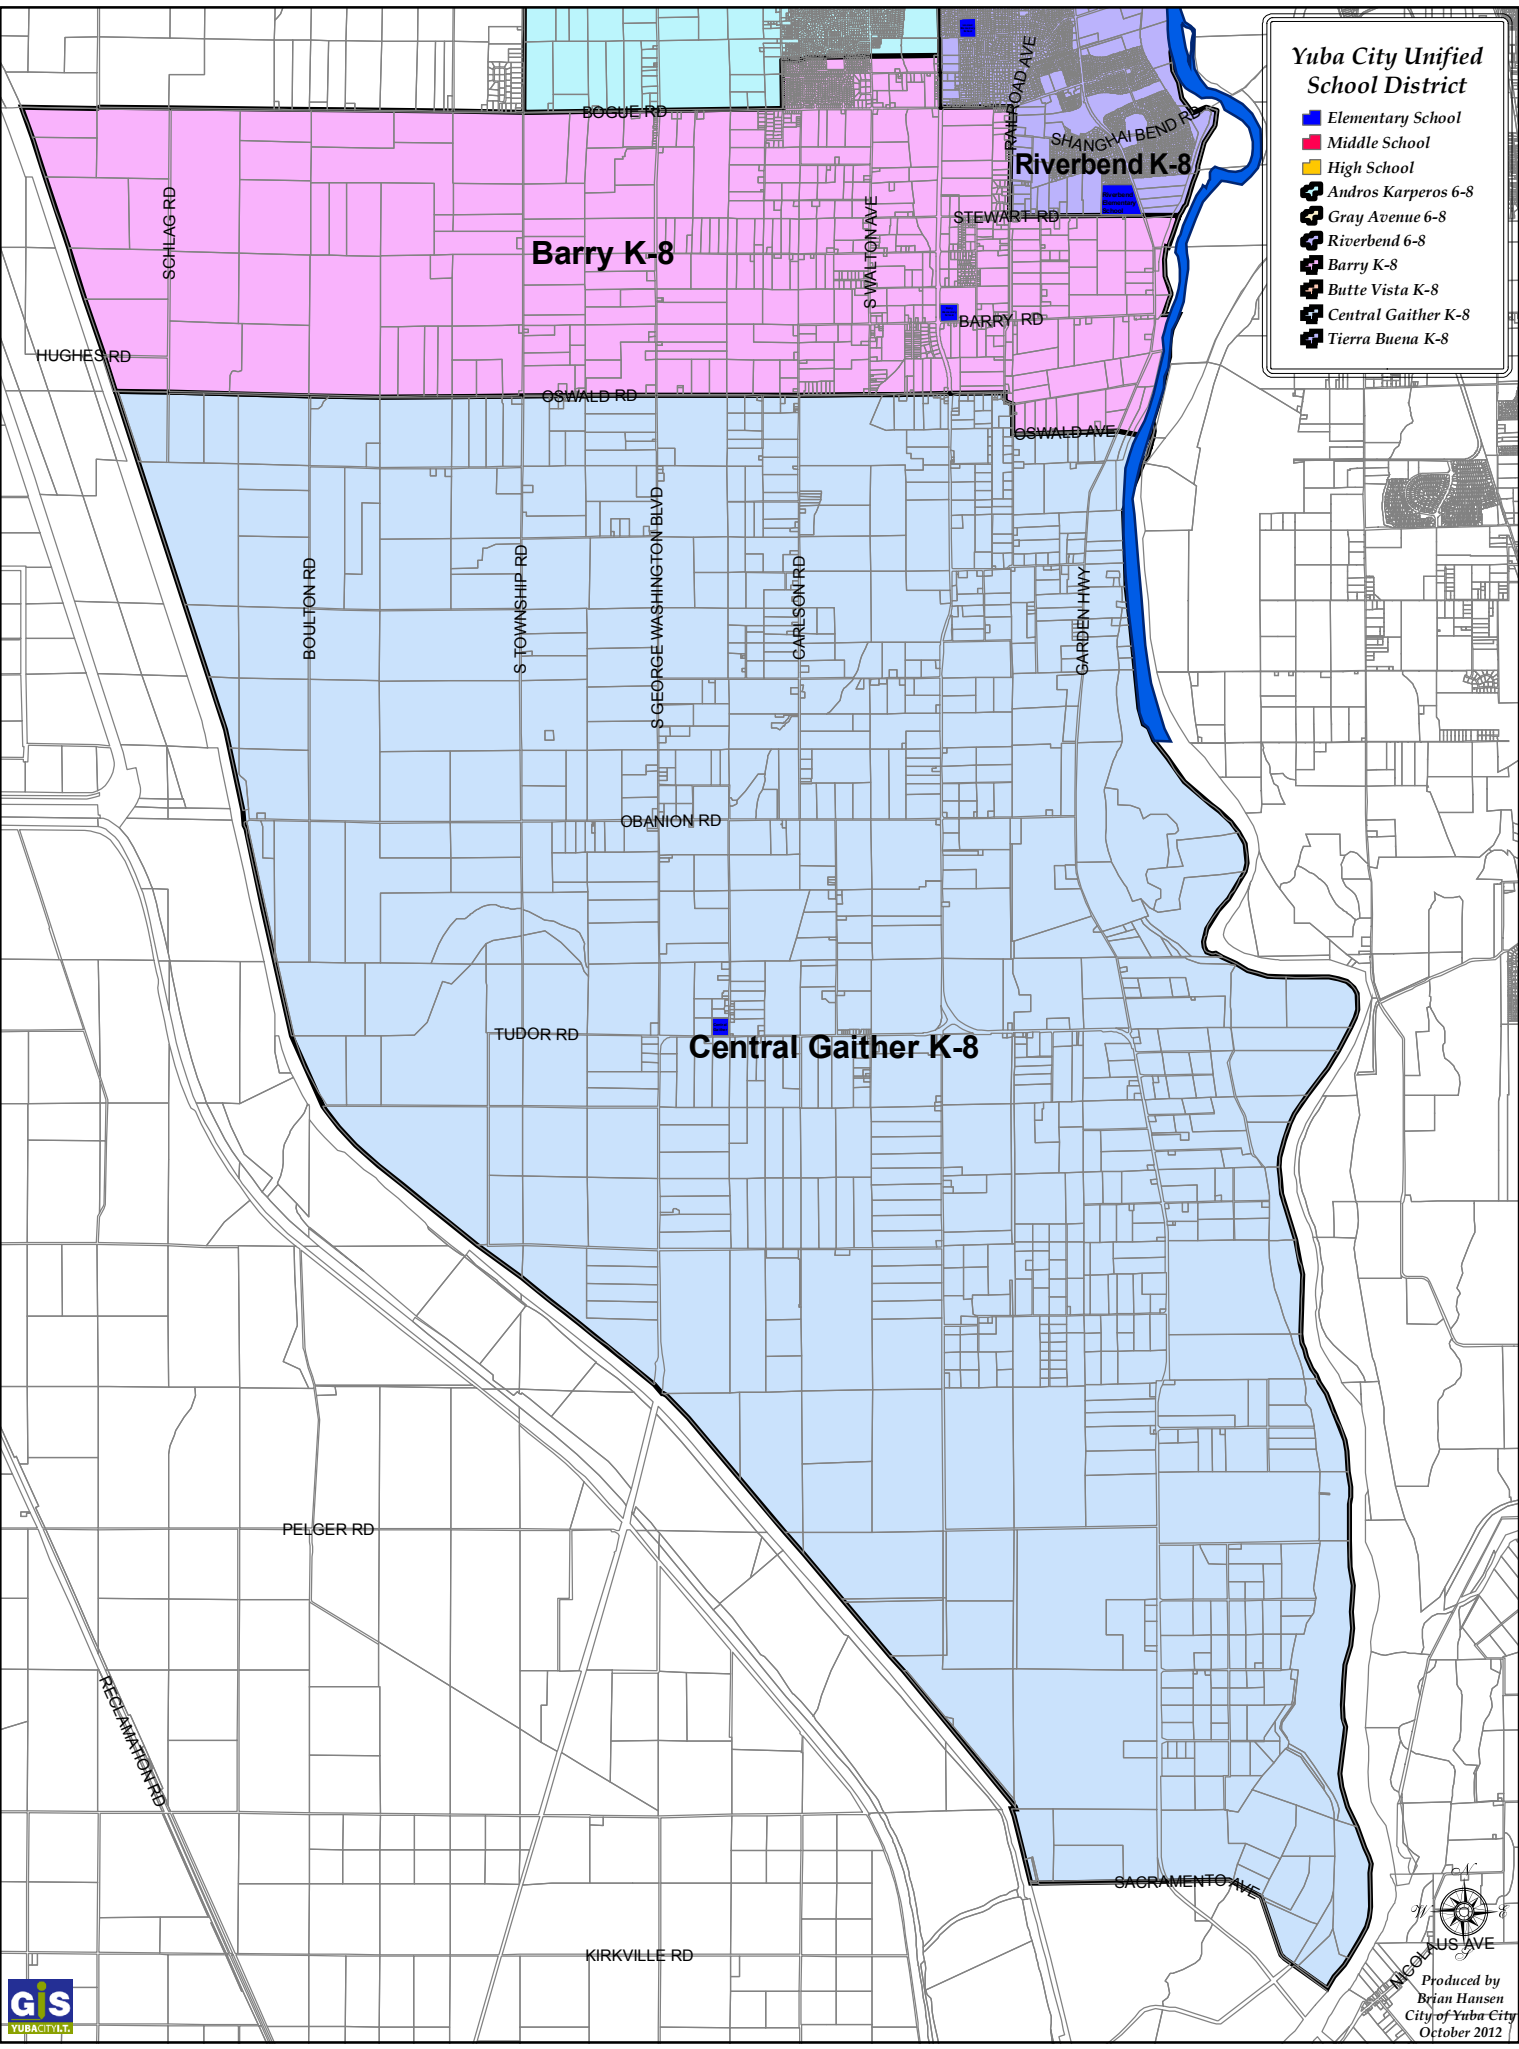 Yuba City Unified
School District
Elementary School
Middle School
High School
Andros Karperos 6-8
Gray Avenue 6-8
Riverbend 6-8
Barry K-8
Butte Vista K-8
Central Gaither K-8
Tierra Buena K-8
RAILROAD AVE
BOGUE RD
SHANGHAI BEND RD
Riverbend K-8
SCHLAG RD
S WALTON AVE
STEWART RD
Barry K-8
BARRY RD
HUGHES RD
OSWALD RD
OSWALD AVE
BOULTON RD
S TOWNSHIP RD
S GEORGE WASHINGTON BLVD
CARLSON RD
GARDEN HWY
OBANION RD
TUDOR RD
Central Gaither K-8
PELGER RD
RECLAMATION RD
SACRAMENTO AVE
KIRKVILLE RD
NICOLAUS AVE
N
W
E
S
GIS
YUBACITYI.T.
Produced by
Brian Hansen
City of Yuba City
October 2012